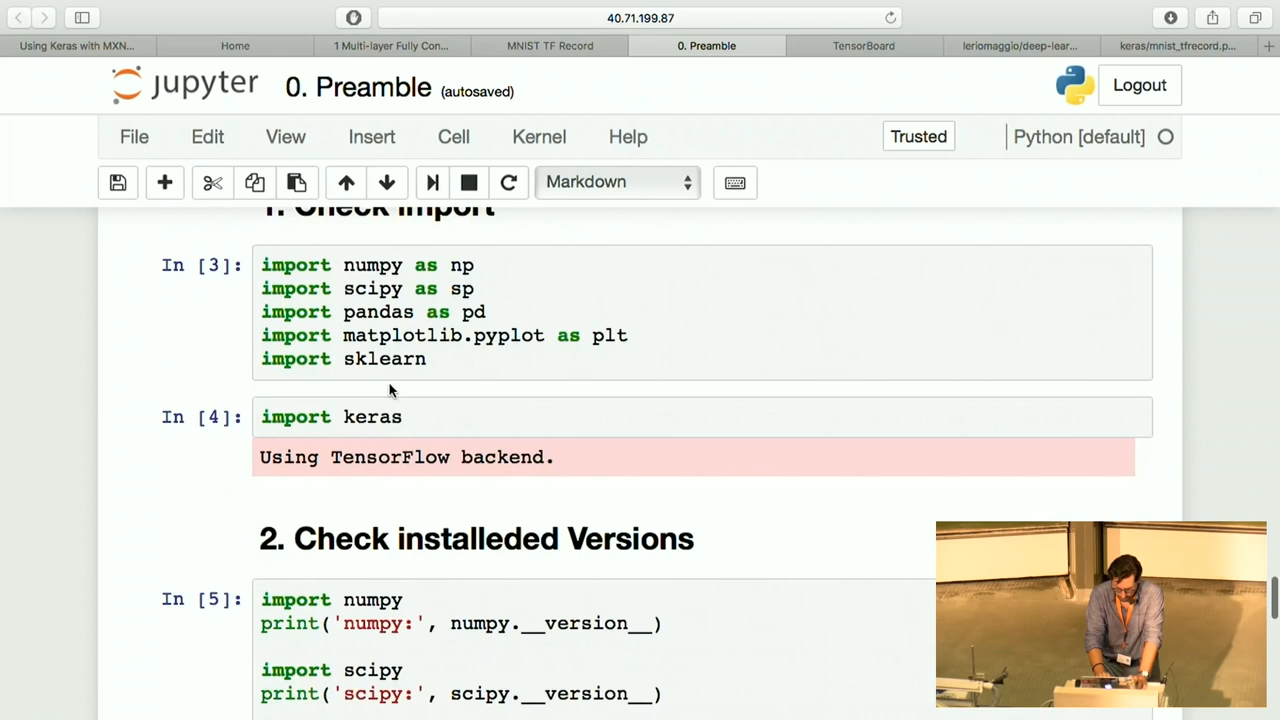 40.71.199.87
Using Keras with MXN...
Home
1 Multi-layer Fully Con...
MNIST TF Record
0. Preamble
TensorBoard
leriomaggio/deep-lear...
keras/mnist_tfrecord.p...
jupyter
0. Preamble (autosaved)
Logout
File Edit View Insert Cell Kernel Help
Trusted
Python [default]
Markdown
1. Check import
In [3]:
import numpy as np
import scipy as sp
import pandas as pd
import matplotlib.pyplot as plt
import sklearn
In [4]:
import keras
Using TensorFlow backend.
2. Check installeded Versions
In [5]:
import numpy
print('numpy:', numpy.__version__)
import scipy
print('scipy:', scipy.__version__)